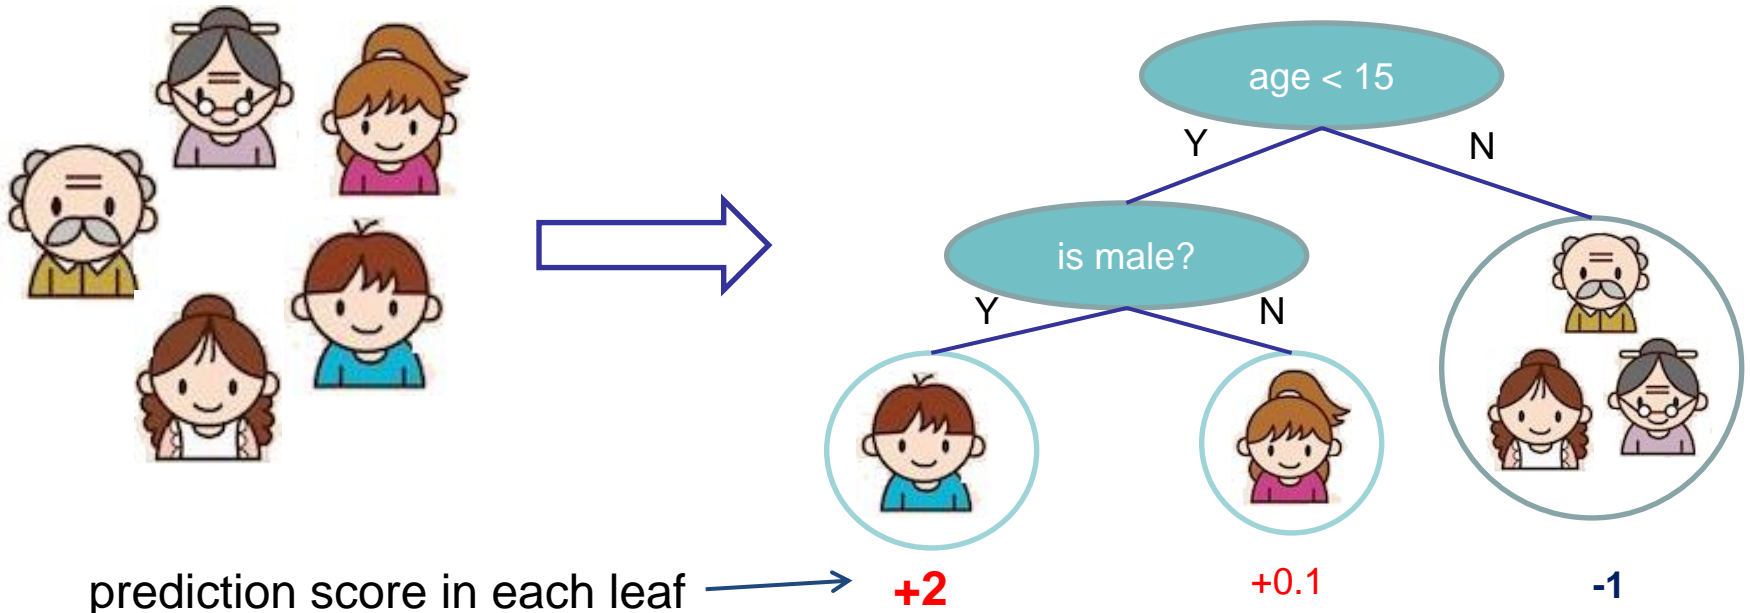 age < 15
Y
N
is male?
Y
N
prediction score in each leaf
+2
+0.1
-1